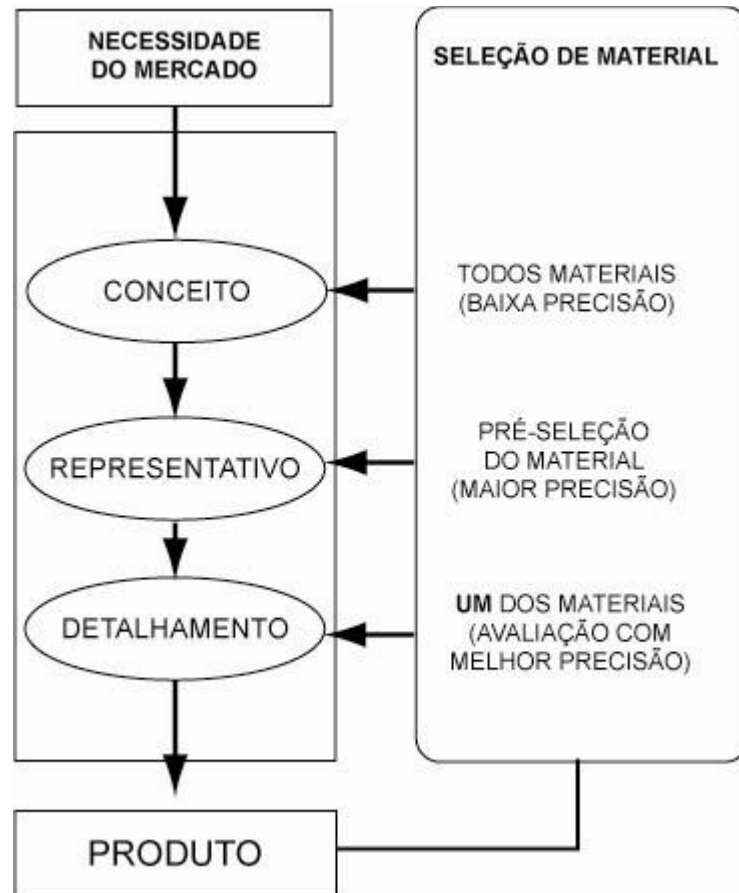 NECESSIDADE
DO MERCADO
SELEÇÃO DE MATERIAL
CONCEITO
TODOS MATERIAIS
(BAIXA PRECISÃO)
REPRESENTATIVO
PRÉ-SELEÇÃO
DO MATERIAL
(MAIOR PRECISÃO)
DETALHAMENTO
UM DOS MATERIAIS
(AVALIAÇÃO COM
MELHOR PRECISÃO)
PRODUTO